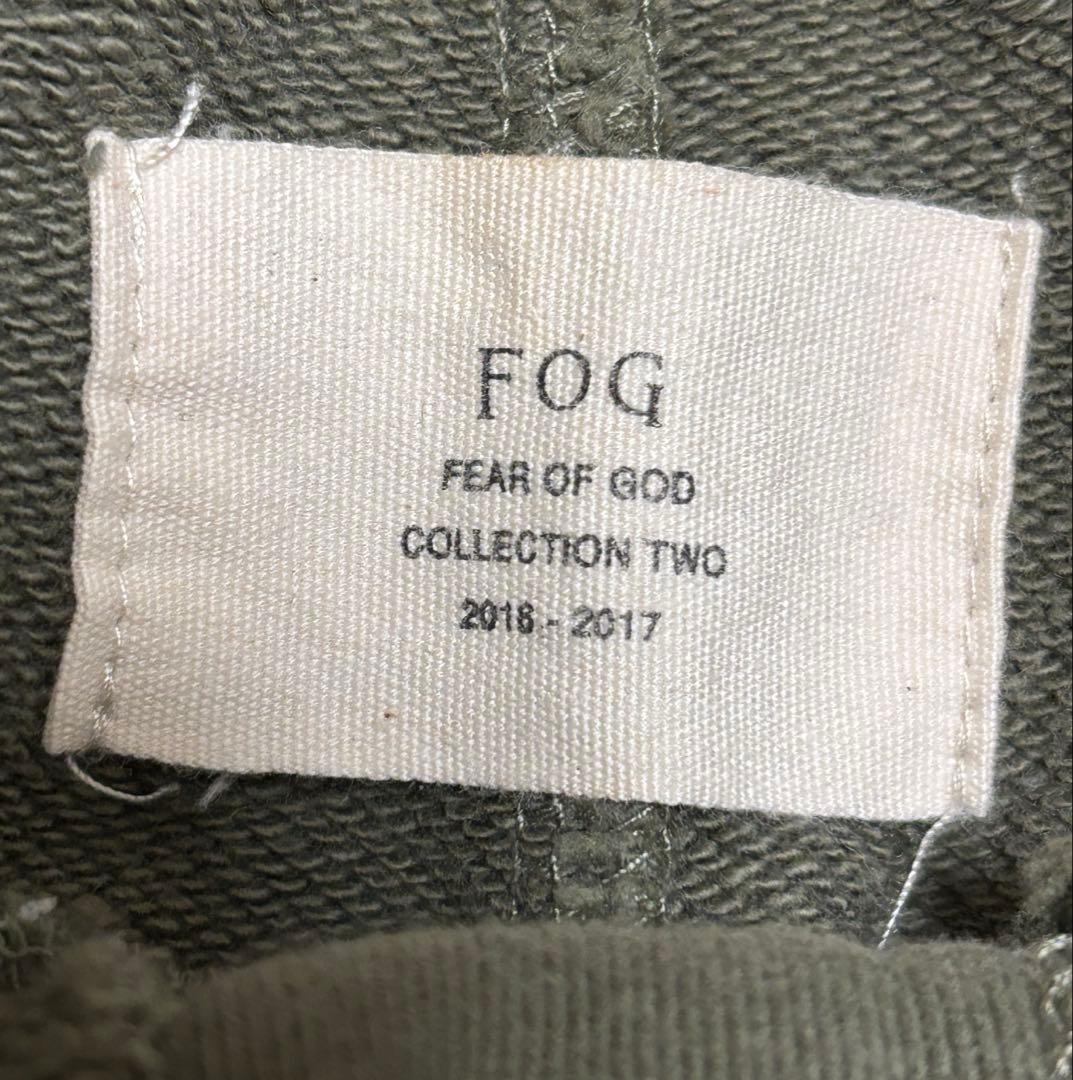 FOG
FEAR OF GOD
COLLECTION TWO
2016 - 2017